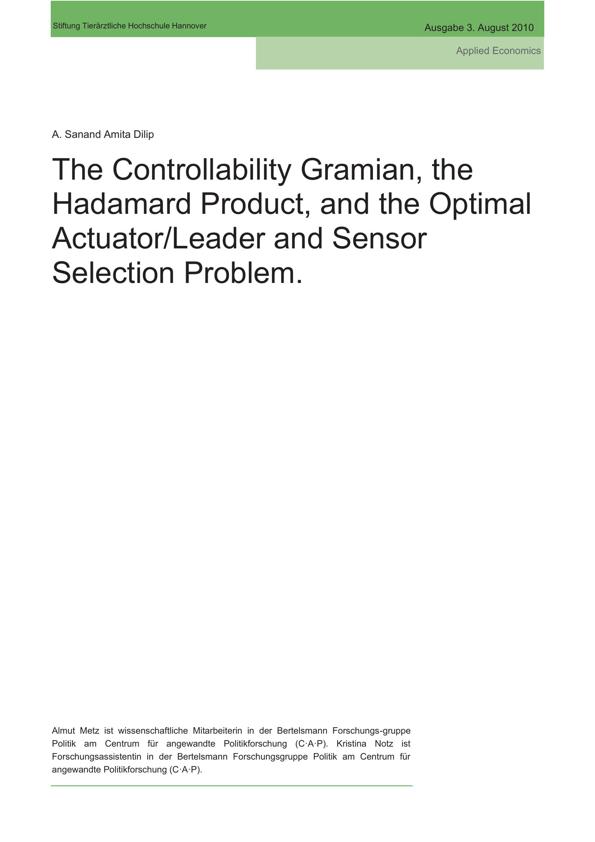 Stiftung Tierärztliche Hochschule Hannover
Ausgabe 3. August 2010
Applied Economics
A. Sanand Amita Dilip
The Controllability Gramian, the
Hadamard Product, and the Optimal
Actuator/Leader and Sensor
Selection Problem.
Almut Metz ist wissenschaftliche Mitarbeiterin in der Bertelsmann Forschungs-gruppe
Politik am Centrum für angewandte Politikforschung (C·A·P). Kristina Notz ist
Forschungsassistentin in der Bertelsmann Forschungsgruppe Politik am Centrum für
angewandte Politikforschung (C·A·P).